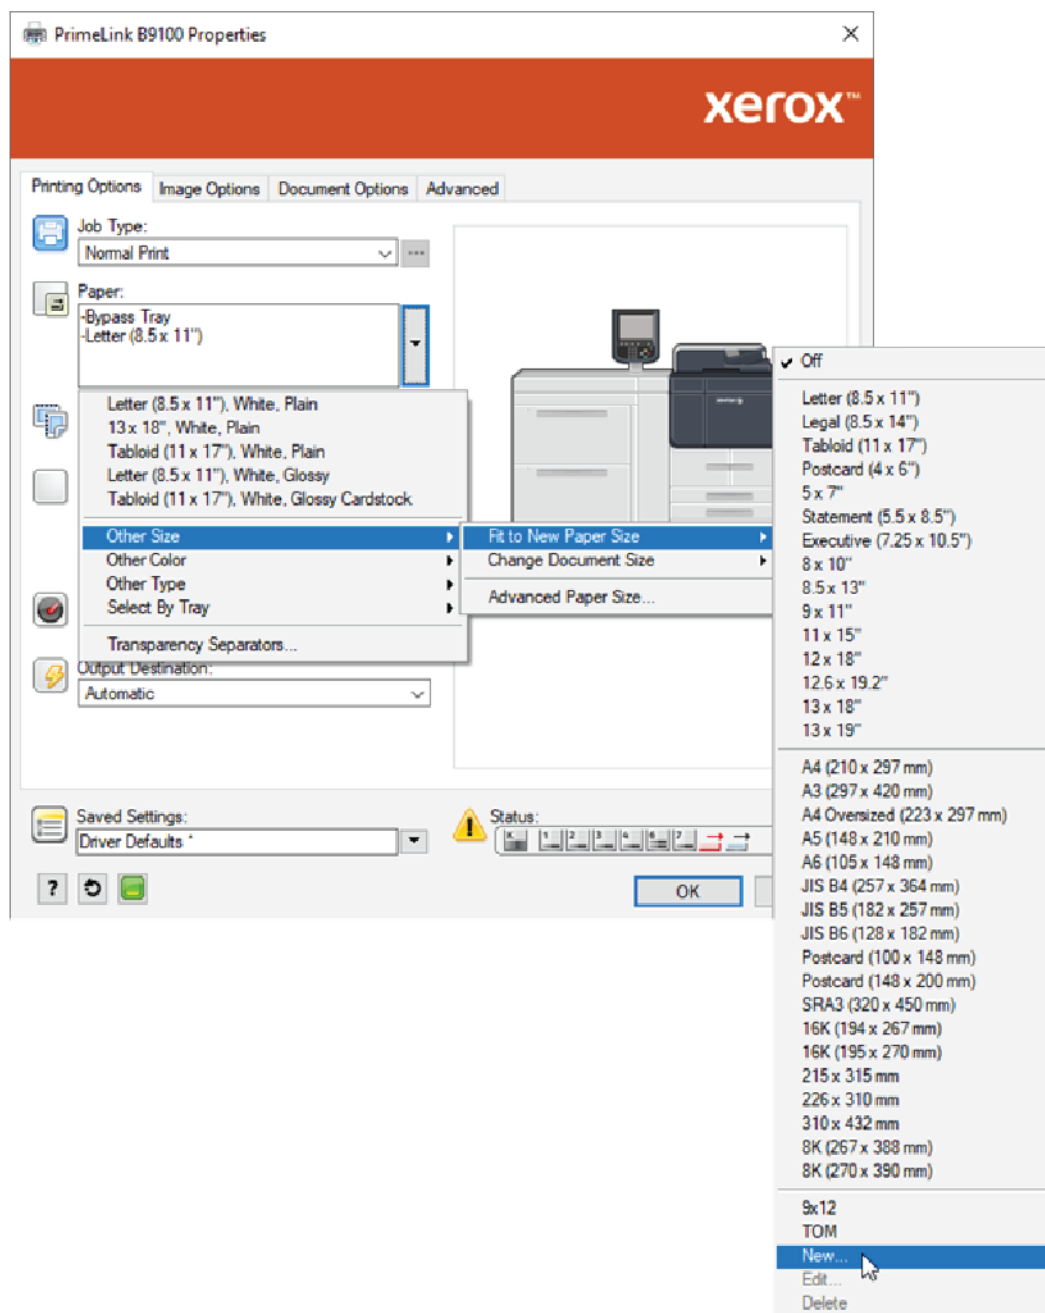 PrimeLink B9100 Properties
xerox™
Printing Options Image Options Document Options Advanced
Job Type:
Normal Print
Paper:
-Bypass Tray
-Letter (8.5 x 11")
Letter (8.5 x 11"), White, Plain
13 x 18", White, Plain
Tabloid (11 x 17"), White, Plain
Letter (8.5 x 11"), White, Glossy
Tabloid (11 x 17"), White, Glossy Cardstock
Other Size
Other Color
Other Type
Select By Tray
Transparency Separators...
Fit to New Paper Size
Change Document Size
Advanced Paper Size...
Off
Letter (8.5 x 11")
Legal (8.5 x 14")
Tabloid (11 x 17")
Postcard (4 x 6")
5 x 7"
Statement (5.5 x 8.5")
Executive (7.25 x 10.5")
8 x 10"
8.5 x 13"
9 x 11"
11 x 15"
12 x 18"
12.6 x 19.2"
13 x 18"
13 x 19"
A4 (210 x 297 mm)
A3 (297 x 420 mm)
A4 Oversized (223 x 297 mm)
A5 (148 x 210 mm)
A6 (105 x 148 mm)
JIS B4 (257 x 364 mm)
JIS B5 (182 x 257 mm)
JIS B6 (128 x 182 mm)
Postcard (100 x 148 mm)
Postcard (148 x 200 mm)
SRA3 (320 x 450 mm)
16K (194 x 267 mm)
16K (195 x 270 mm)
215 x 315 mm
226 x 310 mm
310 x 432 mm
8K (267 x 388 mm)
8K (270 x 390 mm)
9x12
TOM
New...
Edit...
Delete
Output Destination:
Automatic
Saved Settings:
Driver Defaults *
Status:
K 1 2 3 4 6 7
?
OK